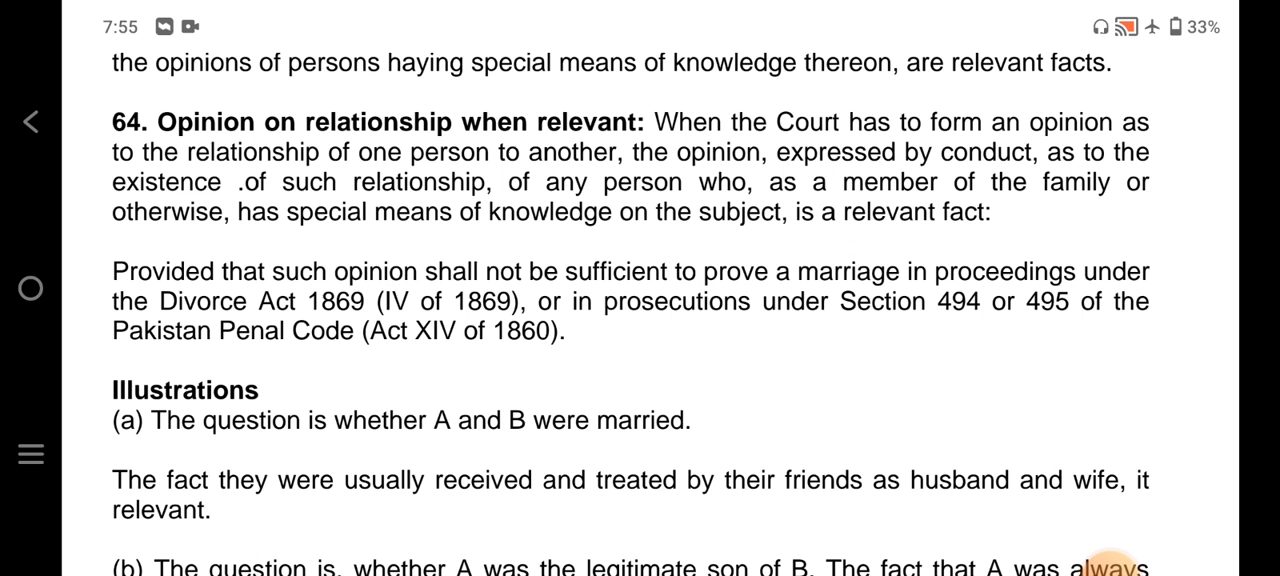 7:55
33%
the opinions of persons haying special means of knowledge thereon, are relevant facts.
64. Opinion on relationship when relevant: When the Court has to form an opinion as
to the relationship of one person to another, the opinion, expressed by conduct, as to the
existence .of such relationship, of any person who, as a member of the family or
otherwise, has special means of knowledge on the subject, is a relevant fact:
Provided that such opinion shall not be sufficient to prove a marriage in proceedings under
the Divorce Act 1869 (IV of 1869), or in prosecutions under Section 494 or 495 of the
Pakistan Penal Code (Act XIV of 1860).
Illustrations
(a) The question is whether A and B were married.
The fact they were usually received and treated by their friends as husband and wife, it
relevant.
(b) The question is, whether A was the legitimate son of B. The fact that A was always